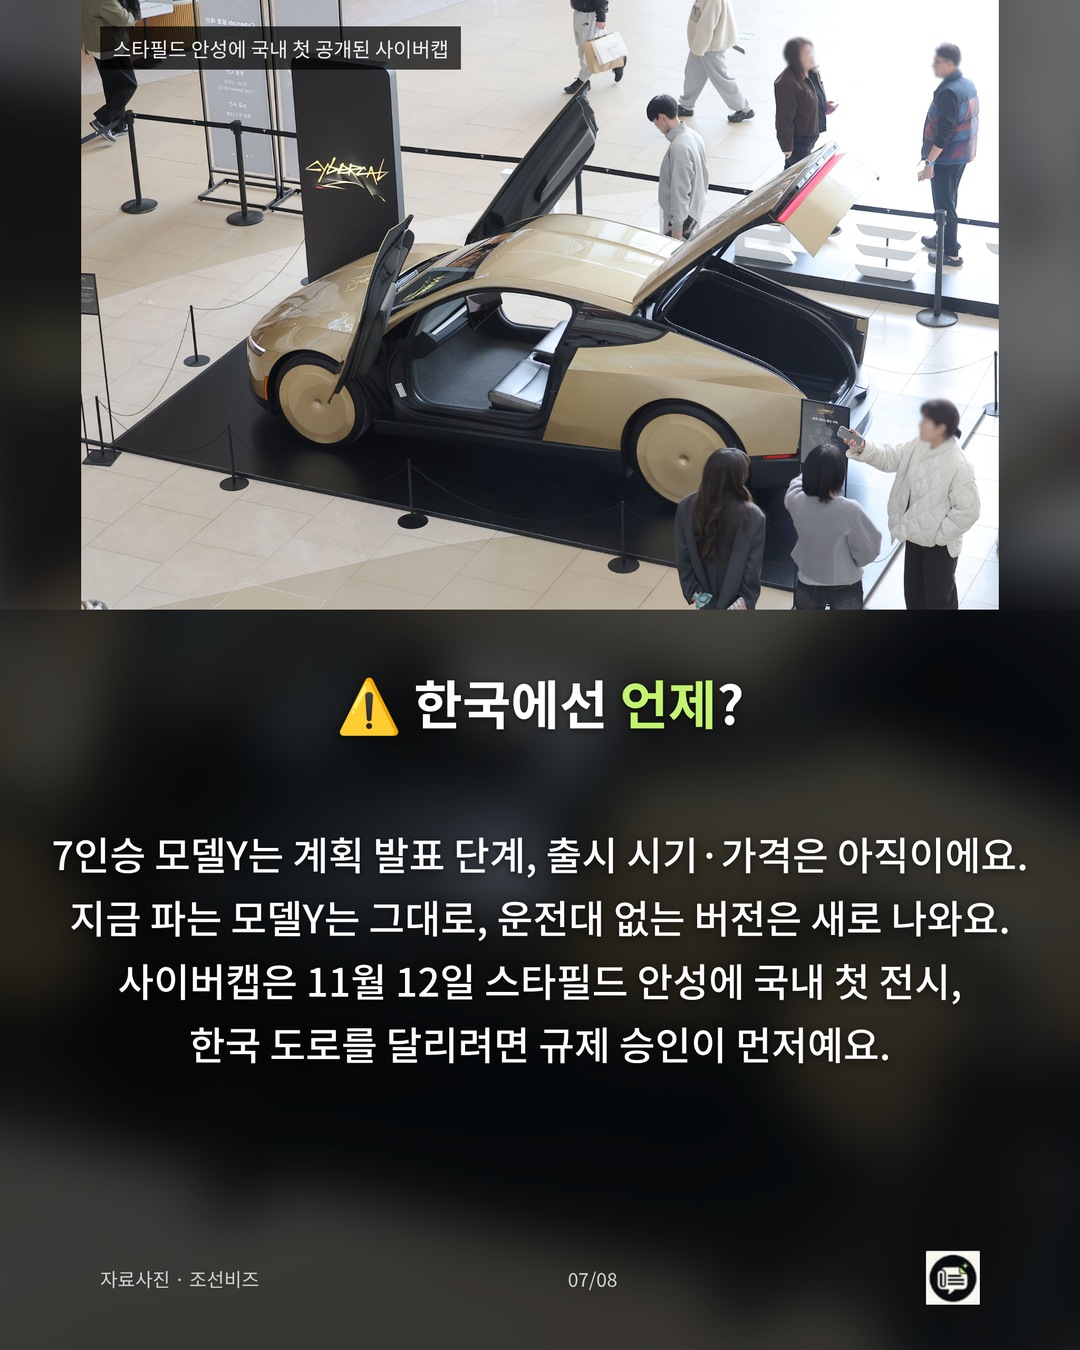 스타필드 안성에 국내 첫 공개된 사이버캡
CYBERCAB
⚠️ 한국에선 언제?
7인승 모델Y는 계획 발표 단계, 출시 시기·가격은 아직이에요.
지금 파는 모델Y는 그대로, 운전대 없는 버전은 새로 나와요.
사이버캡은 11월 12일 스타필드 안성에 국내 첫 전시,
한국 도로를 달리려면 규제 승인이 먼저예요.
자료사진 · 조선비즈
07/08